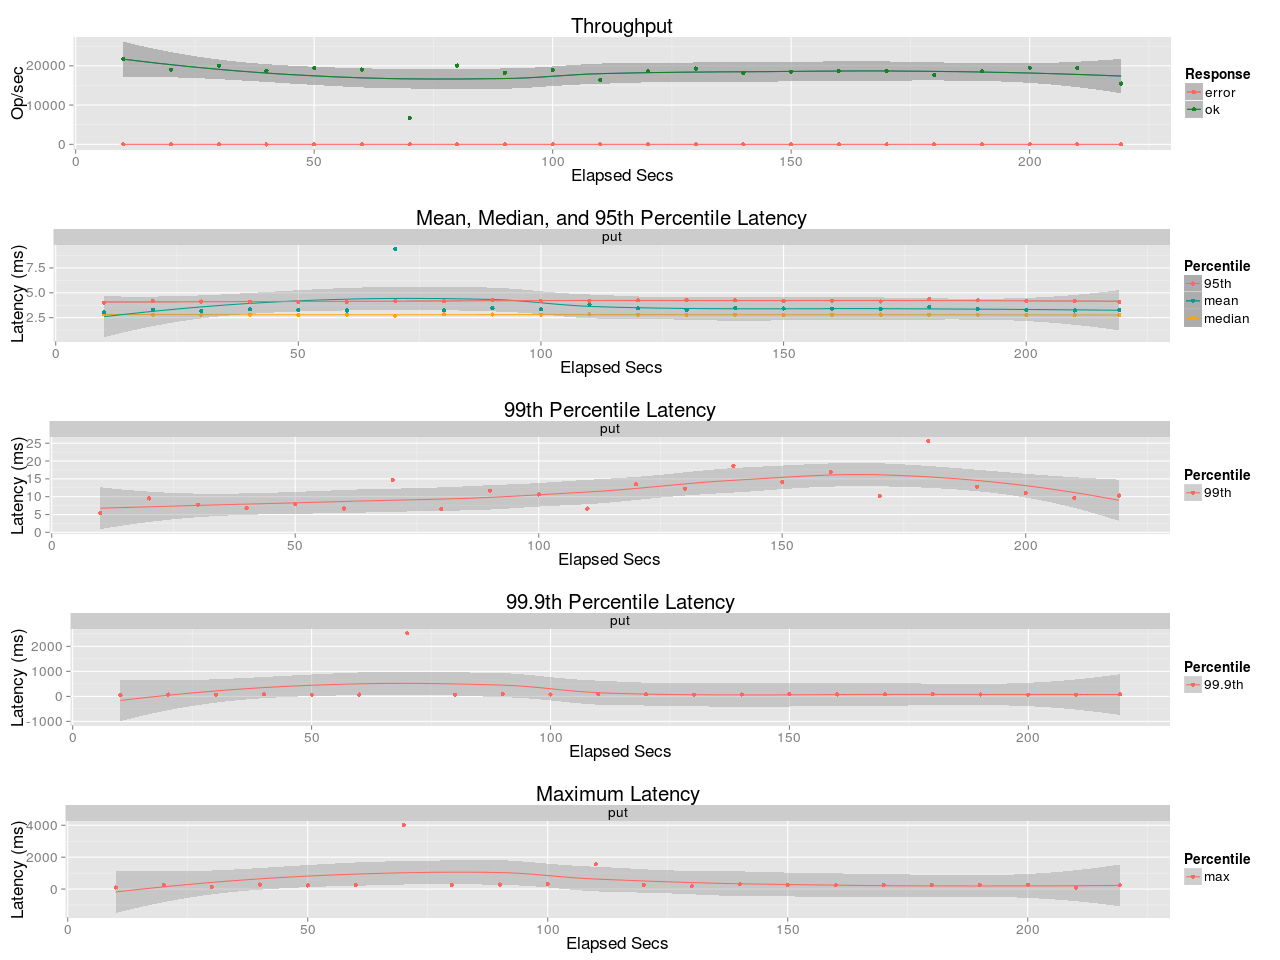 Throughput
Op/sec
20000
10000
0
0 50 100 150 200
Elapsed Secs
Response
error
ok
Mean, Median, and 95th Percentile Latency
put
Latency (ms)
7.5
5.0
2.5
0 50 100 150 200
Elapsed Secs
Percentile
95th
mean
median
99th Percentile Latency
put
Latency (ms)
25
20
15
10
5
0
0 50 100 150 200
Elapsed Secs
Percentile
99th
99.9th Percentile Latency
put
Latency (ms)
2000
1000
0
-1000
0 50 100 150 200
Elapsed Secs
Percentile
99.9th
Maximum Latency
put
Latency (ms)
4000
2000
0
0 50 100 150 200
Elapsed Secs
Percentile
max